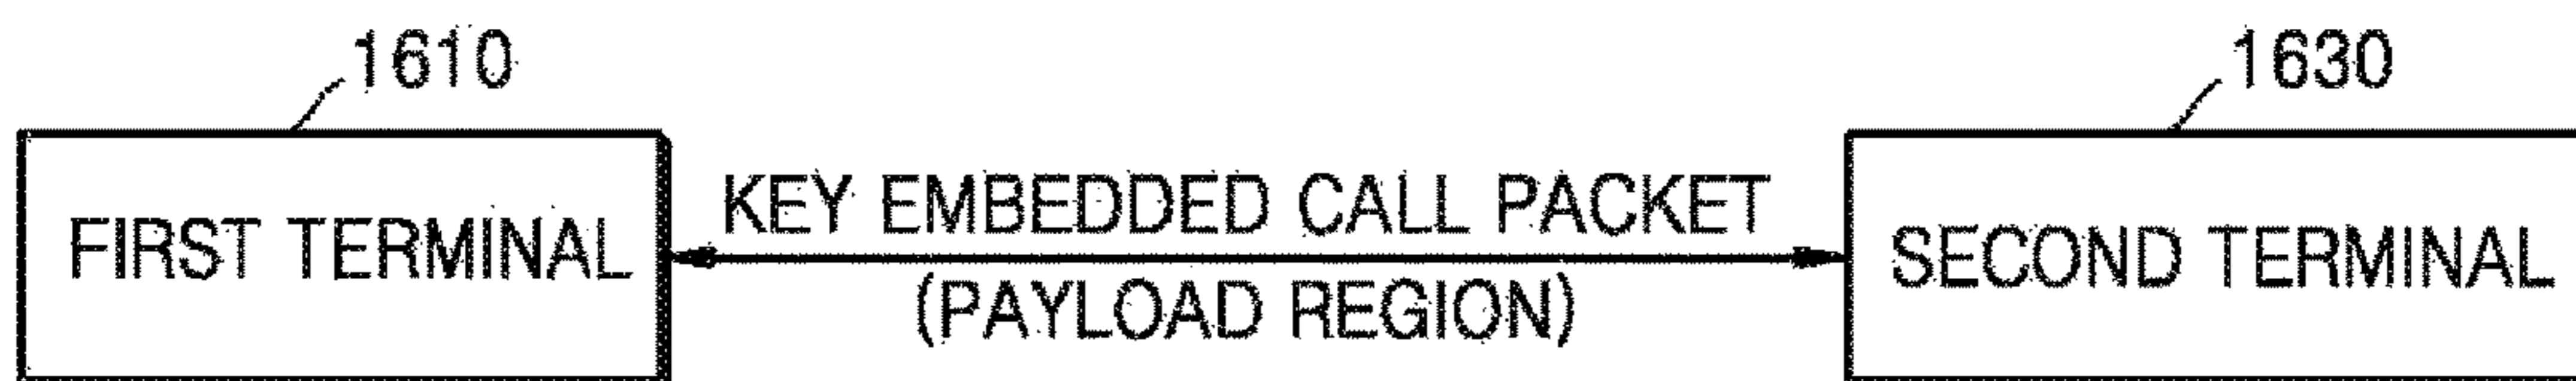 1610
1630
FIRST TERMINAL
KEY EMBEDDED CALL PACKET
(PAYLOAD REGION)
SECOND TERMINAL